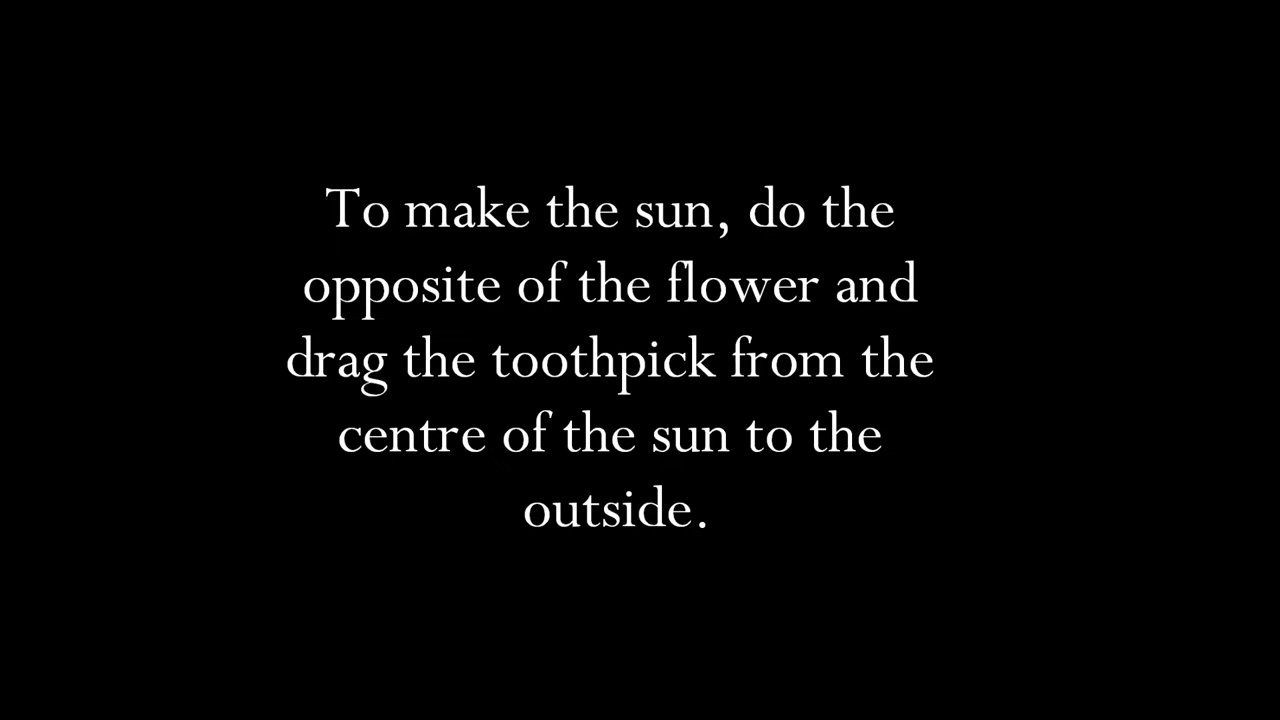 To make the sun, do the
opposite of the flower and
drag the toothpick from the
centre of the sun to the
outside.